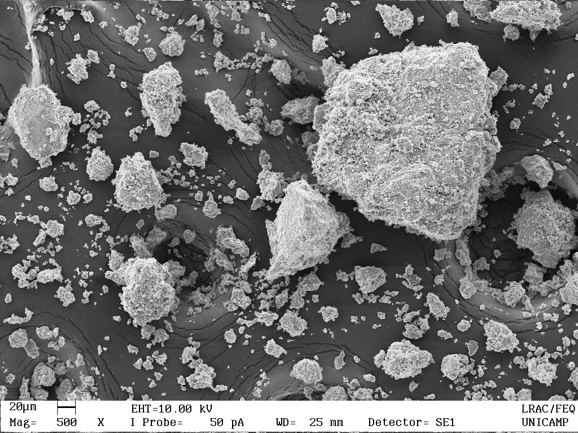 20µm EHT=10.00 kV LRAC/FEQ
Mag= 500 X I Probe= 50 pA WD= 25 mm Detector= SE1 UNICAMP